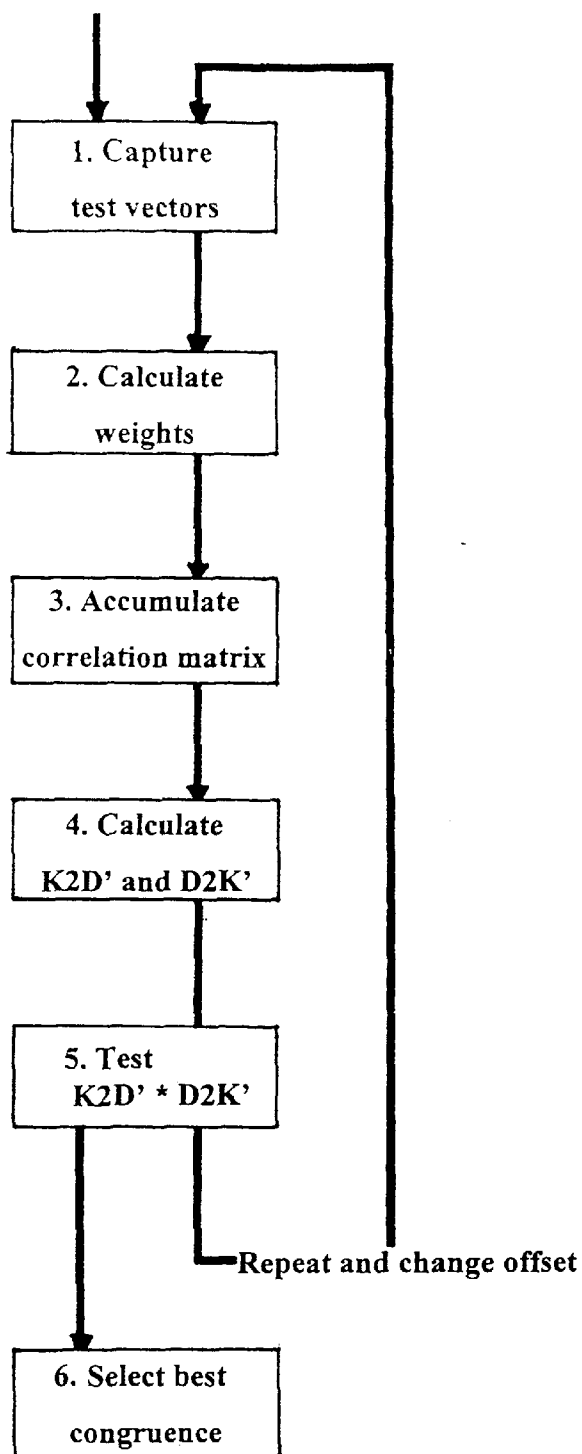 1. Capture
test vectors
2. Calculate
weights
3. Accumulate
correlation matrix
4. Calculate
K2D’ and D2K’
5. Test
K2D’ * D2K’
Repeat and change offset
6. Select best
congruence